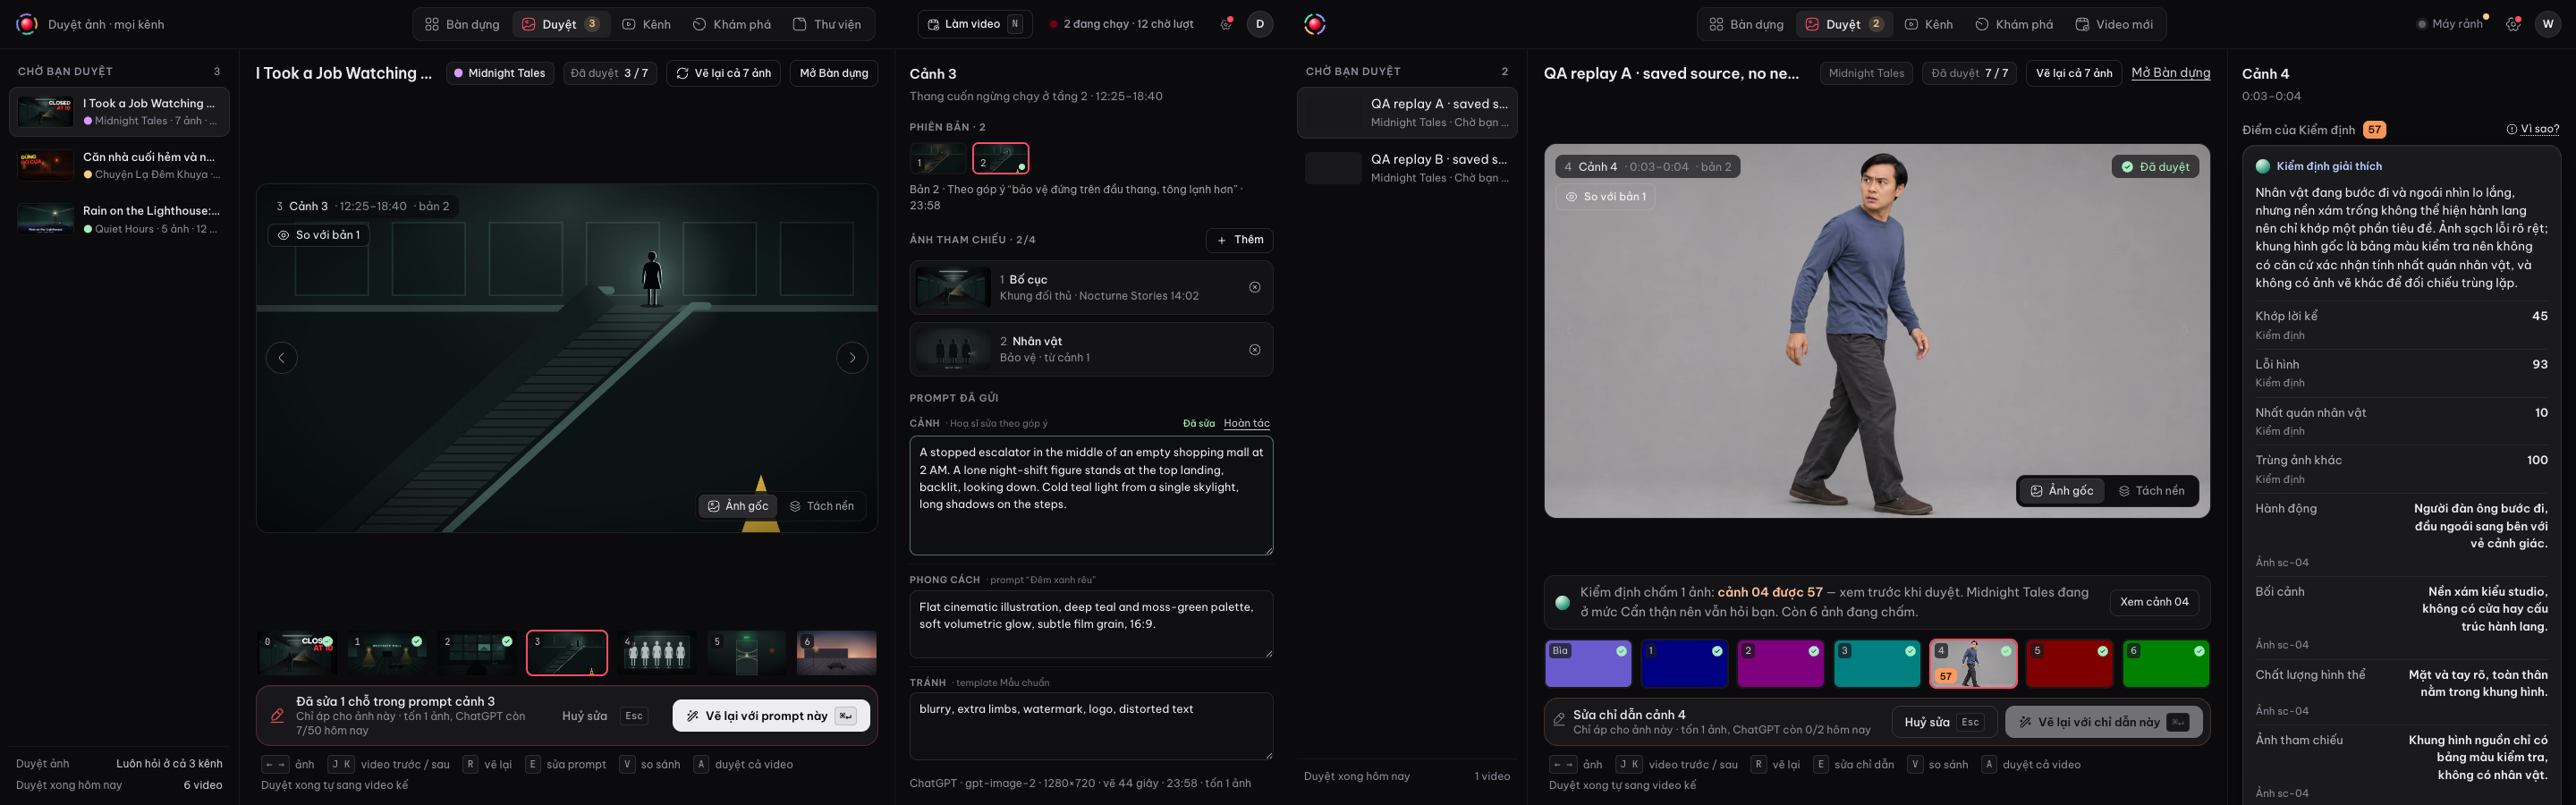 Duyệt ảnh · mọi kênh
Bàn dựng
Duyệt 3
Kênh
Khám phá
Thư viện
Làm video N
2 đang chạy · 12 chờ lượt
D
CHỜ BẠN DUYỆT 3
I Took a Job Watching ...
Midnight Tales · 7 ảnh · ...
Căn nhà cuối hẻm và n...
Chuyện Lạ Đêm Khuya ·...
Rain on the Lighthouse:...
Quiet Hours · 5 ảnh · 12 ...
Duyệt ảnh Luôn hỏi ở cả 3 kênh
Duyệt xong hôm nay 6 video
I Took a Job Watching ...
Midnight Tales
Đã duyệt 3 / 7
Vẽ lại cả 7 ảnh
Mở Bàn dựng
3 Cảnh 3 · 12:25–18:40 · bản 2
So với bản 1
Ảnh gốc
Tách nền
0 CLOSED AT 10
1
2
3
4
5
6
Đã sửa 1 chỗ trong prompt cảnh 3
Chỉ áp cho ảnh này · tốn 1 ảnh, ChatGPT còn
7/50 hôm nay
Huỷ sửa Esc
Vẽ lại với prompt này ⌘↵
← → ảnh J K video trước / sau R vẽ lại E sửa prompt V so sánh A duyệt cả video
Duyệt xong tự sang video kế
Cảnh 3
Thang cuốn ngừng chạy ở tầng 2 · 12:25–18:40
PHIÊN BẢN · 2
1
2
Bản 2 · Theo góp ý “bảo vệ đứng trên đầu thang, tông lạnh hơn” ·
23:58
ẢNH THAM CHIẾU · 2/4
+ Thêm
1 Bố cục
Khung đối thủ · Nocturne Stories 14:02
2 Nhân vật
Bảo vệ · từ cảnh 1
PROMPT ĐÃ GỬI
CẢNH · Hoạ sĩ sửa theo góp ý Đã sửa Hoàn tác
A stopped escalator in the middle of an empty shopping mall at
2 AM. A lone night-shift figure stands at the top landing,
backlit, looking down. Cold teal light from a single skylight,
long shadows on the steps.
PHONG CÁCH · prompt “Đêm xanh rêu”
Flat cinematic illustration, deep teal and moss-green palette,
soft volumetric glow, subtle film grain, 16:9.
TRÁNH · template Mẫu chuẩn
blurry, extra limbs, watermark, logo, distorted text
ChatGPT · gpt-image-2 · 1280×720 · vẽ 44 giây · 23:58 · tốn 1 ảnh
Bàn dựng
Duyệt 2
Kênh
Khám phá
Video mới
Máy rảnh
W
CHỜ BẠN DUYỆT 2
QA replay A · saved s...
Midnight Tales · Chờ bạn ...
QA replay B · saved s...
Midnight Tales · Chờ bạn ...
Duyệt xong hôm nay 1 video
QA replay A · saved source, no ne...
Midnight Tales
Đã duyệt 7 / 7
Vẽ lại cả 7 ảnh
Mở Bàn dựng
4 Cảnh 4 · 0:03–0:04 · bản 2
Đã duyệt
So với bản 1
Ảnh gốc
Tách nền
Kiểm định chấm 1 ảnh: cảnh 04 được 57 — xem trước khi duyệt. Midnight Tales đang
ở mức Cẩn thận nên vẫn hỏi bạn. Còn 6 ảnh đang chấm.
Xem cảnh 04
Bìa
1
2
3
4
57
5
6
Sửa chỉ dẫn cảnh 4
Chỉ áp cho ảnh này · tốn 1 ảnh, ChatGPT còn 0/2 hôm nay
Huỷ sửa Esc
Vẽ lại với chỉ dẫn này ⌘↵
← → ảnh J K video trước / sau R vẽ lại E sửa chỉ dẫn V so sánh A duyệt cả video
Duyệt xong tự sang video kế
Cảnh 4
0:03–0:04
Điểm của Kiểm định 57
Vì sao?
Kiểm định giải thích
Nhân vật đang bước đi và ngoái nhìn lo lắng,
nhưng nền xám trống không thể hiện hành lang
nên chỉ khớp một phần tiêu đề. Ảnh sạch lỗi rõ rệt;
khung hình gốc là bảng màu kiểm tra nên không
có căn cứ xác nhận tính nhất quán nhân vật, và
không có ảnh vẽ khác để đối chiếu trùng lặp.
Khớp lời kể 45
Kiểm định
Lỗi hình 93
Kiểm định
Nhất quán nhân vật 10
Kiểm định
Trùng ảnh khác 100
Kiểm định
Hành động Người đàn ông bước đi,
đầu ngoái sang bên với
vẻ cảnh giác.
Ảnh sc-04
Bối cảnh Nền xám kiểu studio,
không có cửa hay cấu
trúc hành lang.
Ảnh sc-04
Chất lượng hình thể Mặt và tay rõ, toàn thân
nằm trong khung hình.
Ảnh sc-04
Ảnh tham chiếu Khung hình nguồn chỉ có
bảng màu kiểm tra,
không có nhân vật.
Ảnh sc-04